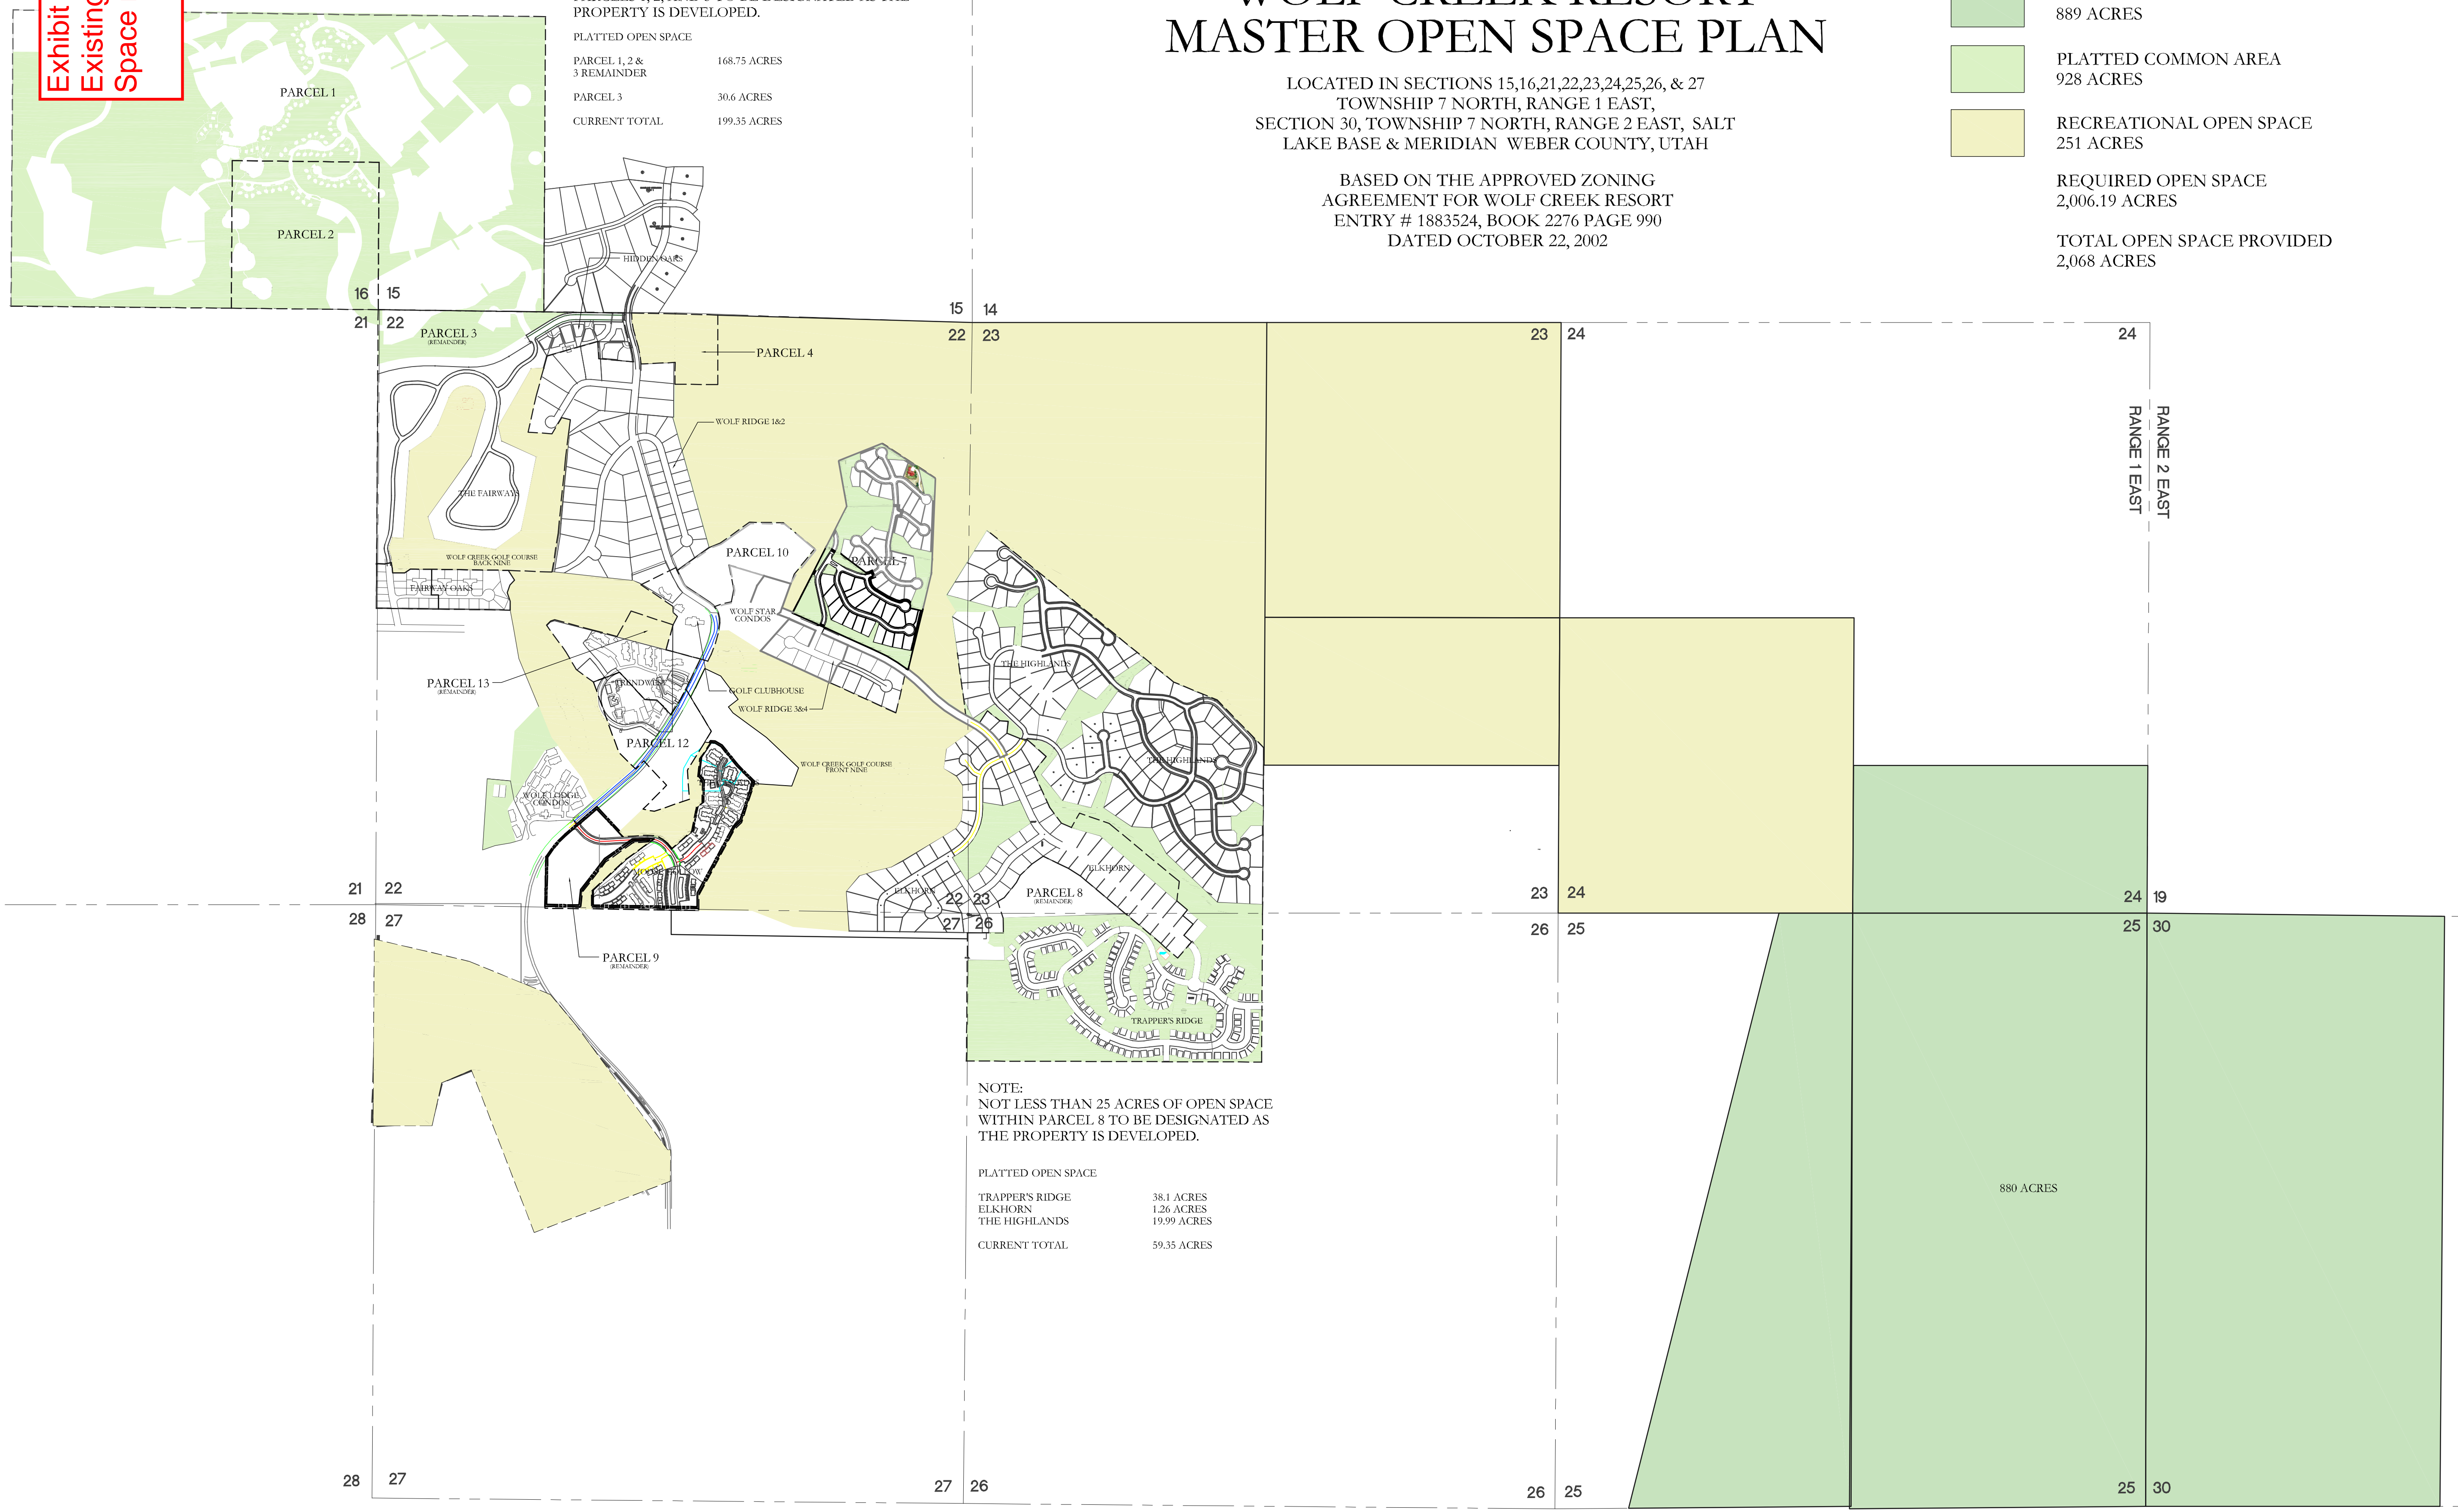 Exhibit
Existing
Space
PROPERTY IS DEVELOPED.
PLATTED OPEN SPACE
PARCEL 1, 2 &
3 REMAINDER 168.75 ACRES
PARCEL 3 30.6 ACRES
CURRENT TOTAL 199.35 ACRES
WOLF CREEK RESORT
MASTER OPEN SPACE PLAN
LOCATED IN SECTIONS 15,16,21,22,23,24,25,26, & 27
TOWNSHIP 7 NORTH, RANGE 1 EAST,
SECTION 30, TOWNSHIP 7 NORTH, RANGE 2 EAST, SALT
LAKE BASE & MERIDIAN WEBER COUNTY, UTAH
BASED ON THE APPROVED ZONING
AGREEMENT FOR WOLF CREEK RESORT
ENTRY # 1883524, BOOK 2276 PAGE 990
DATED OCTOBER 22, 2002
889 ACRES
PLATTED COMMON AREA
928 ACRES
RECREATIONAL OPEN SPACE
251 ACRES
REQUIRED OPEN SPACE
2,006.19 ACRES
TOTAL OPEN SPACE PROVIDED
2,068 ACRES
PARCEL 1
PARCEL 2
HIDDEN OAKS
16 15
21 22
15 14
22 23
23 24
24
PARCEL 3
(REMAINDER)
PARCEL 4
WOLF RIDGE 1&2
RANGE 1 EAST
RANGE 2 EAST
THE FAIRWAYS
WOLF CREEK GOLF COURSE
BACK NINE
FAIRWAY OAKS
PARCEL 10
PARCEL 7
WOLF STAR
CONDOS
THE HIGHLANDS
PARCEL 13
(REMAINDER)
TRENDWEST
GOLF CLUBHOUSE
WOLF RIDGE 3&4
PARCEL 12
WOLF CREEK GOLF COURSE
FRONT NINE
THE HIGHLANDS
WOLF LODGE
CONDOS
MOOSE HOLLOW
ELKHORN
ELKHORN
PARCEL 8
(REMAINDER)
21 22
28 27
22 23
27 26
23 24
26 25
24 19
25 30
PARCEL 9
(REMAINDER)
TRAPPER'S RIDGE
NOTE:
NOT LESS THAN 25 ACRES OF OPEN SPACE
WITHIN PARCEL 8 TO BE DESIGNATED AS
THE PROPERTY IS DEVELOPED.
PLATTED OPEN SPACE
TRAPPER'S RIDGE 38.1 ACRES
ELKHORN 1.26 ACRES
THE HIGHLANDS 19.99 ACRES
CURRENT TOTAL 59.35 ACRES
880 ACRES
28 27
27 26
26 25
25 30